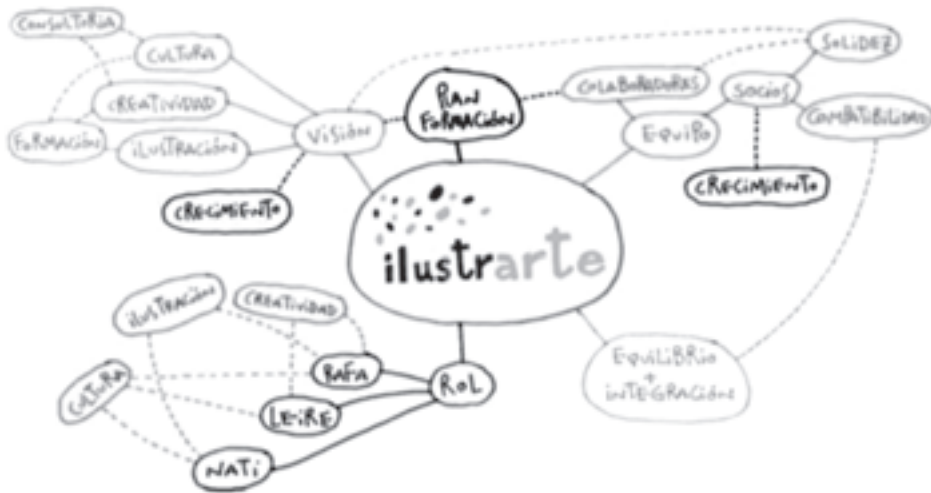 CONSULTORIA
CULTURA
CREATIVIDAD
FORMACIÓN
ILUSTRACIÓN
VISIÓN
CRECIMIENTO
PLAN
FORMACIÓN
COLABORADORES
SOCIOS
SOLIDEZ
EQUIPO
COMPATIBILIDAD
CRECIMIENTO
ilustrarte
ILUSTRACIÓN
CREATIVIDAD
CULTURA
RAFA
LEIRE
NATI
ROL
EQUILIBRIO
+
INTEGRACIÓN